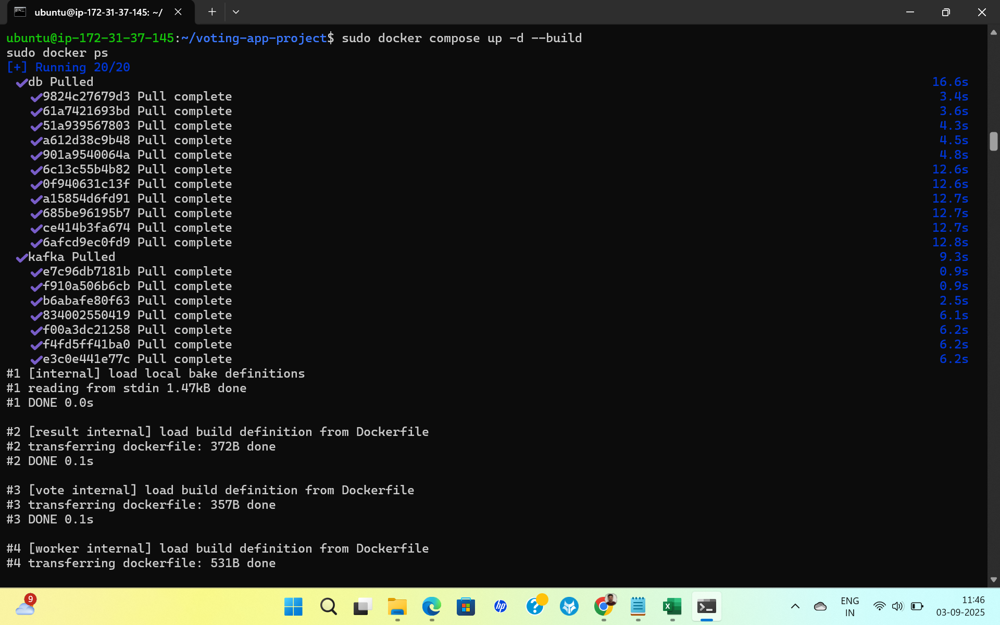 ubuntu@ip-172-31-37-145: ~/
ubuntu@ip-172-31-37-145:~/voting-app-project$ sudo docker compose up -d --build
sudo docker ps
[+] Running 20/20
db Pulled 16.6s
9824c27679d3 Pull complete 3.4s
61a7421693bd Pull complete 3.6s
51a939567803 Pull complete 4.3s
a612d38c9b48 Pull complete 4.5s
901a9540064a Pull complete 4.8s
6c13c55b4b82 Pull complete 12.6s
0f940631c13f Pull complete 12.6s
a15854d6fd91 Pull complete 12.7s
685be96195b7 Pull complete 12.7s
ce414b3fa674 Pull complete 12.7s
6afcd9ec0fd9 Pull complete 12.8s
kafka Pulled 9.3s
e7c96db7181b Pull complete 0.9s
f910a506b6cb Pull complete 0.9s
b6abafe80f63 Pull complete 2.5s
834002550419 Pull complete 6.1s
f00a3dc21258 Pull complete 6.2s
f4fd5ff41ba0 Pull complete 6.2s
e3c0e441e77c Pull complete 6.2s
#1 [internal] load local bake definitions
#1 reading from stdin 1.47kB done
#1 DONE 0.0s
#2 [result internal] load build definition from Dockerfile
#2 transferring dockerfile: 372B done
#2 DONE 0.1s
#3 [vote internal] load build definition from Dockerfile
#3 transferring dockerfile: 357B done
#3 DONE 0.1s
#4 [worker internal] load build definition from Dockerfile
#4 transferring dockerfile: 531B done
9
hp
ENG
IN
11:46
03-09-2025